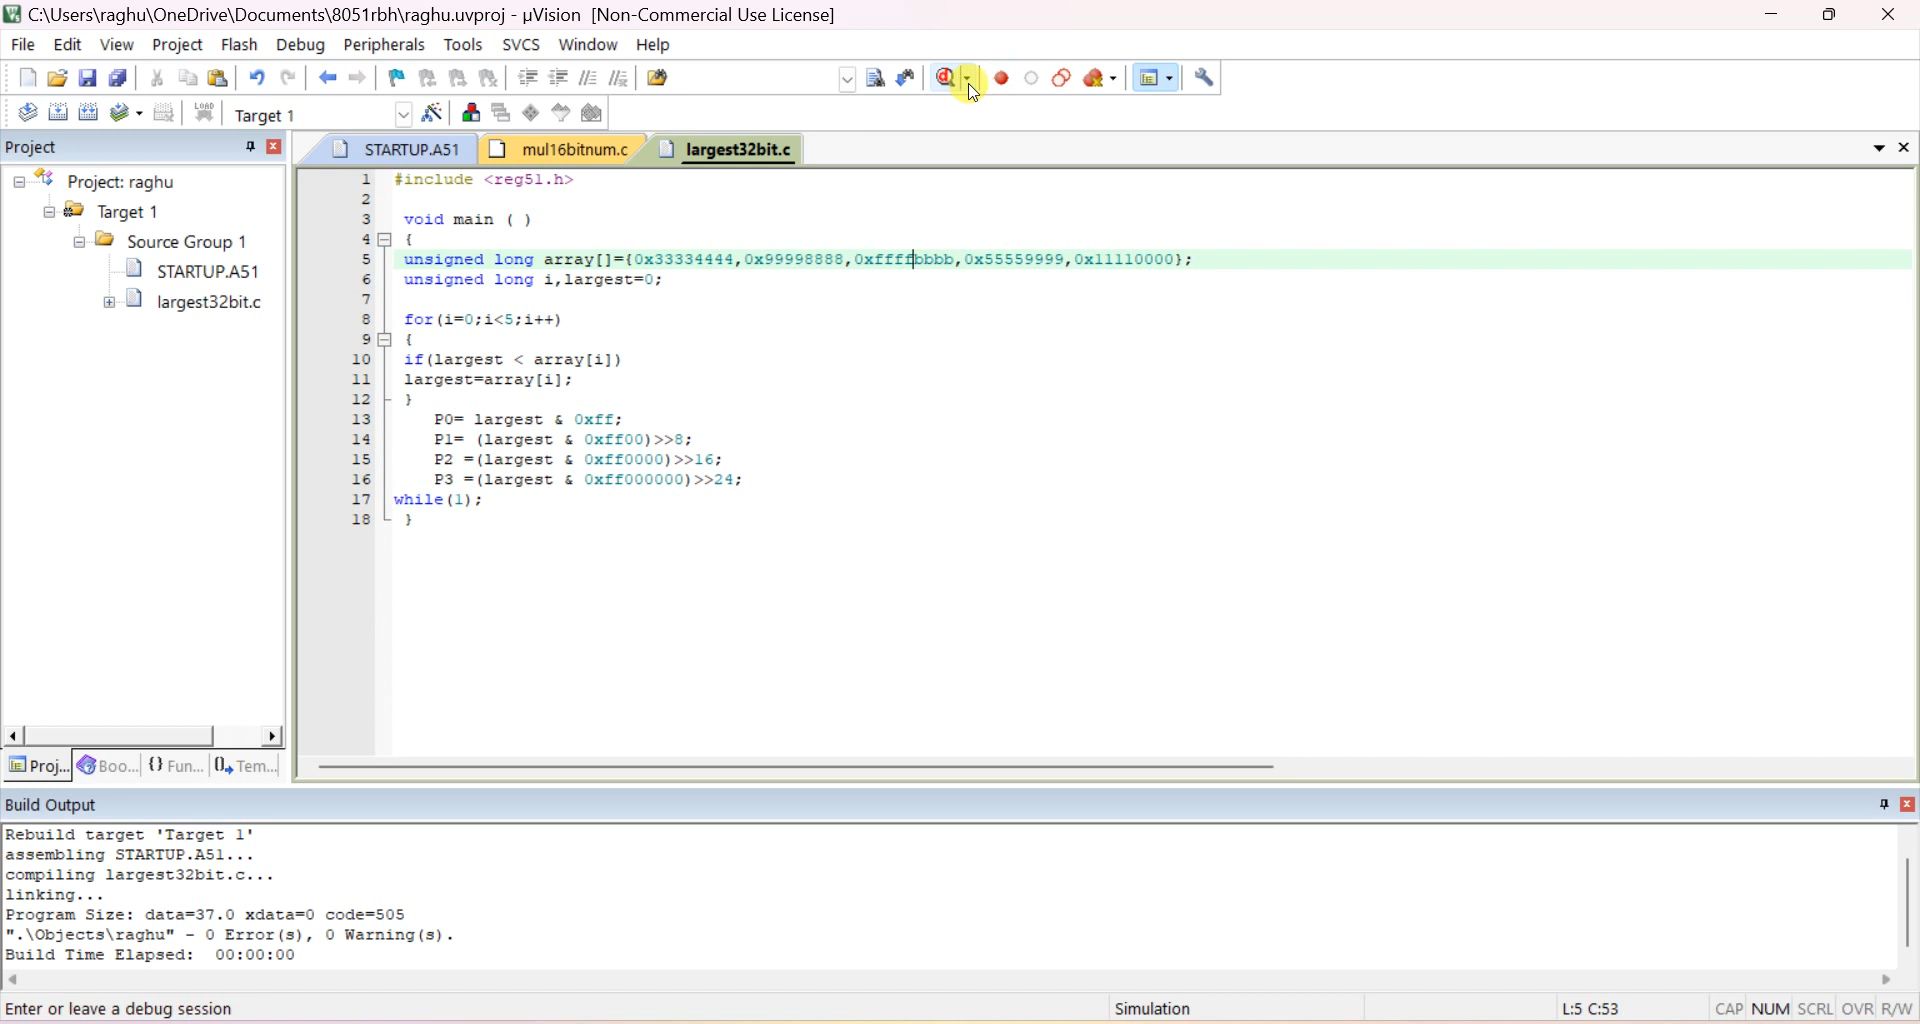 C:\Users\raghu\OneDrive\Documents\8051rbh\raghu.uvproj - µVision [Non-Commercial Use License]
File Edit View Project Flash Debug Peripherals Tools SVCS Window Help
LOAD Target 1
Project
STARTUP.A51 mul16bitnum.c largest32bit.c
Project: raghu
Target 1
Source Group 1
STARTUP.A51
largest32bit.c
1 #include <reg51.h>
2
3 void main ( )
4 {
5 unsigned long array[]={0x33334444,0x99998888,0xffffbbbb,0x55559999,0x11110000};
6 unsigned long i,largest=0;
7
8 for(i=0;i<5;i++)
9 {
10 if(largest < array[i])
11 largest=array[i];
12 }
13 P0= largest & 0xff;
14 P1= (largest & 0xff00)>>8;
15 P2 =(largest & 0xff0000)>>16;
16 P3 =(largest & 0xff000000)>>24;
17 while(1);
18 }
Proj... Boo... {} Fun... Tem...
Build Output
Rebuild target 'Target 1'
assembling STARTUP.A51...
compiling largest32bit.c...
linking...
Program Size: data=37.0 xdata=0 code=505
".\Objects\raghu" - 0 Error(s), 0 Warning(s).
Build Time Elapsed:  00:00:00
Enter or leave a debug session Simulation L:5 C:53 CAP NUM SCRL OVR R/W